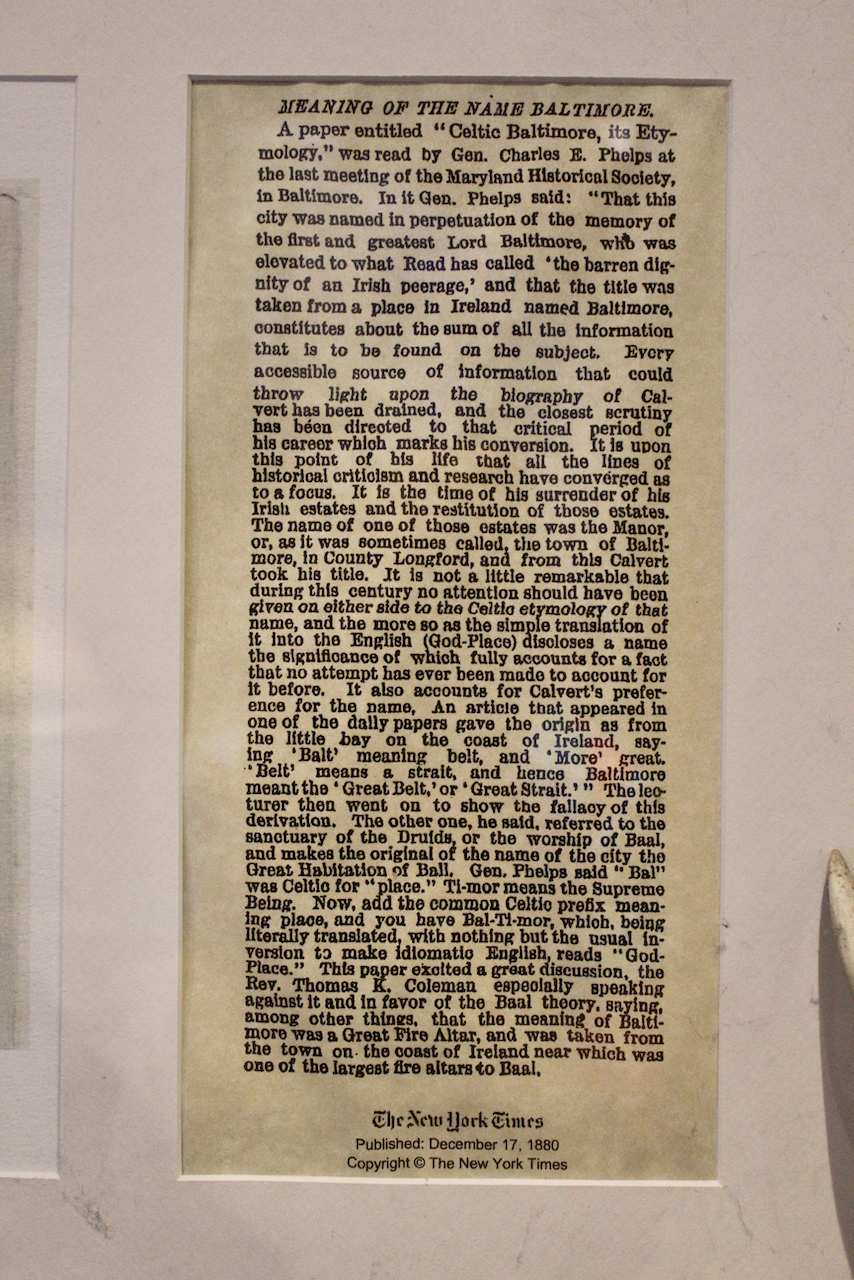 MEANING OF THE NAME BALTIMORE.
A paper entitled "Celtic Baltimore, its Ety-
mology," was read by Gen. Charles E. Phelps at
the last meeting of the Maryland Historical Society,
in Baltimore. In it Gen. Phelps said: "That this
city was named in perpetuation of the memory of
the first and greatest Lord Baltimore, who was
elevated to what Read has called 'the barren dig-
nity of an Irish peerage,' and that the title was
taken from a place in Ireland named Baltimore,
constitutes about the sum of all the information
that is to be found on the subject. Every
accessible source of information that could
throw light upon the biography of Cal-
vert has been drained, and the closest scrutiny
has been directed to that critical period of
his career which marks his conversion. It is upon
this point of his life that all the lines of
historical criticism and research have converged as
to a focus. It is the time of his surrender of his
Irish estates and the restitution of those estates.
The name of one of those estates was the Manor,
or, as it was sometimes called, the town of Balti-
more, in County Longford, and from this Calvert
took his title. It is not a little remarkable that
during this century no attention should have been
given on either side to the Celtic etymology of that
name, and the more so as the simple translation of
it into the English (God-Place) discloses a name
the significance of which fully accounts for a fact
that no attempt has ever been made to account for
it before. It also accounts for Calvert's prefer-
ence for the name. An article that appeared in
one of the daily papers gave the origin as from
the little bay on the coast of Ireland, say-
ing 'Balt' meaning belt, and 'More' great.
'Belt' means a strait, and hence Baltimore
meant the 'Great Belt,' or 'Great Strait.'" The lec-
turer then went on to show the fallacy of this
derivation. The other one, he said, referred to the
sanctuary of the Druids, or the worship of Baal,
and makes the original of the name of the city the
Great Habitation of Ball. Gen. Phelps said "Bal"
was Celtic for "place." Ti-mor means the Supreme
Being. Now, add the common Celtic prefix mean-
ing place, and you have Bal-Ti-mor, which, being
literally translated, with nothing but the usual in-
version to make idiomatic English, reads "God-
Place." This paper excited a great discussion, the
Rev. Thomas K. Coleman especially speaking
against it and in favor of the Baal theory, saying,
among other things, that the meaning of Balti-
more was a Great Fire Altar, and was taken from
the town on the coast of Ireland near which was
one of the largest fire altars to Baal.
The New York Times
Published: December 17, 1880
Copyright © The New York Times